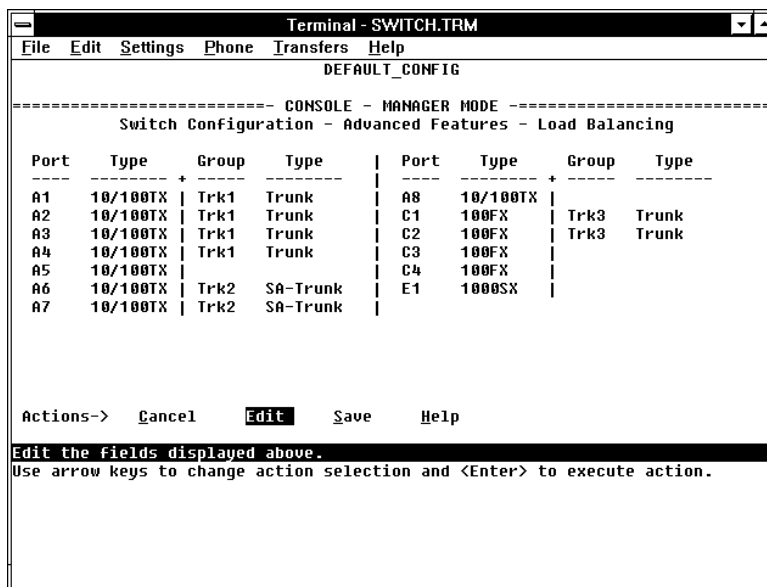 Terminal - SWITCH.TRM
File Edit Settings Phone Transfers Help
DEFAULT_CONFIG
==========================- CONSOLE - MANAGER MODE -==========================
Switch Configuration - Advanced Features - Load Balancing
Port Type Group Type | Port Type Group Type
---- -------- + ----- -------- | ---- -------- + ----- --------
A1 10/100TX | Trk1 Trunk | A8 10/100TX |
A2 10/100TX | Trk1 Trunk | C1 100FX | Trk3 Trunk
A3 10/100TX | Trk1 Trunk | C2 100FX | Trk3 Trunk
A4 10/100TX | Trk1 Trunk | C3 100FX |
A5 10/100TX | | C4 100FX |
A6 10/100TX | Trk2 SA-Trunk | E1 1000SX |
A7 10/100TX | Trk2 SA-Trunk |
Actions-> Cancel Edit Save Help
Edit the fields displayed above.
Use arrow keys to change action selection and <Enter> to execute action.